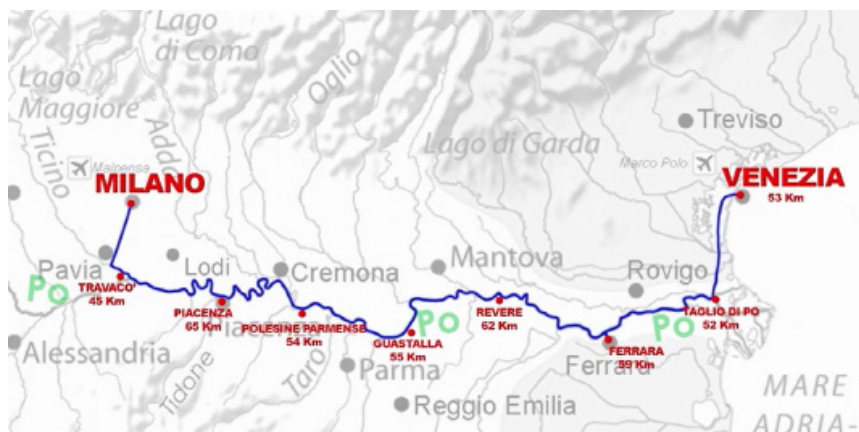 Lago
di Como
Lago
Maggiore
Ticino
Adda
Oglio
Lago di Garda
Treviso
Malpensa
Marco Polo
MILANO
VENEZIA
53 Km
Pavia
Lodi
Cremona
Mantova
Rovigo
TRAVACO'
45 Km
Po
PIACENZA
65 Km
Piacenza
POLESINE PARMENSE
54 Km
GUASTALLA
55 Km
Po
REVERE
62 Km
Po
TAGLIO DI PO
52 Km
FERRARA
59 Km
Ferrara
Alessandria
Tidone
Taro
Parma
Reggio Emilia
MARE
ADRIA-